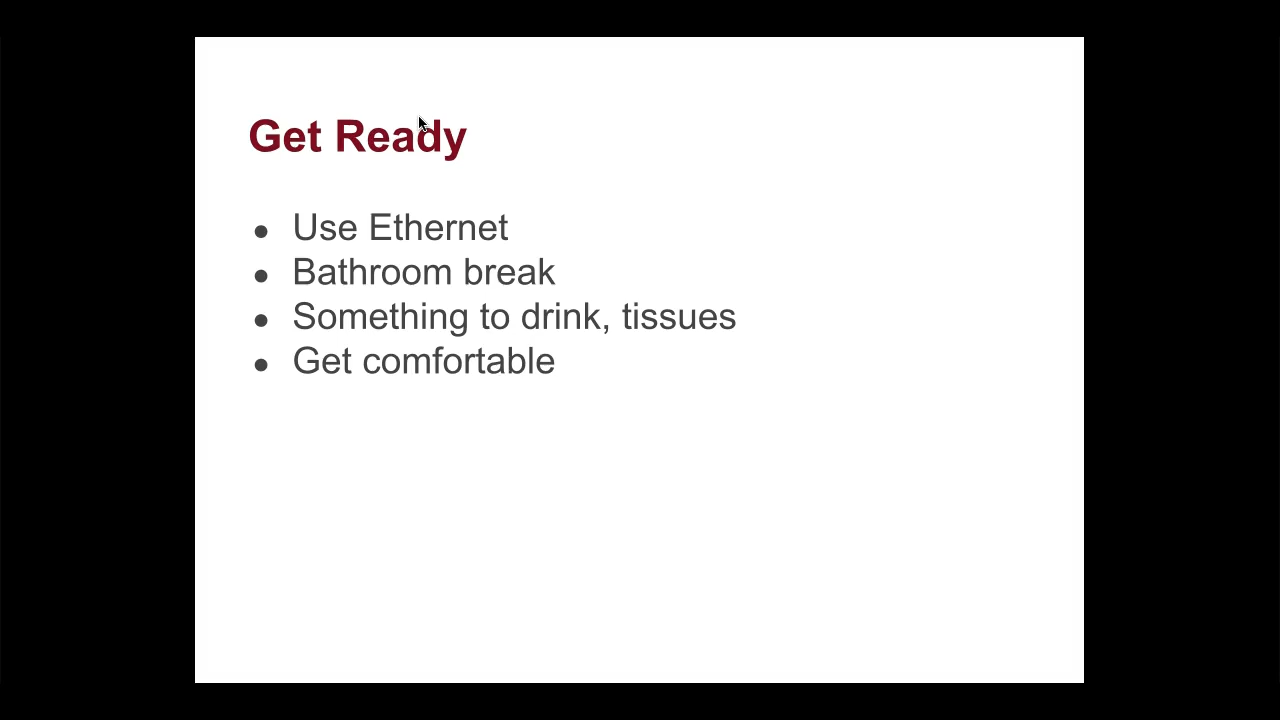 Get Ready
● Use Ethernet
● Bathroom break
● Something to drink, tissues
● Get comfortable